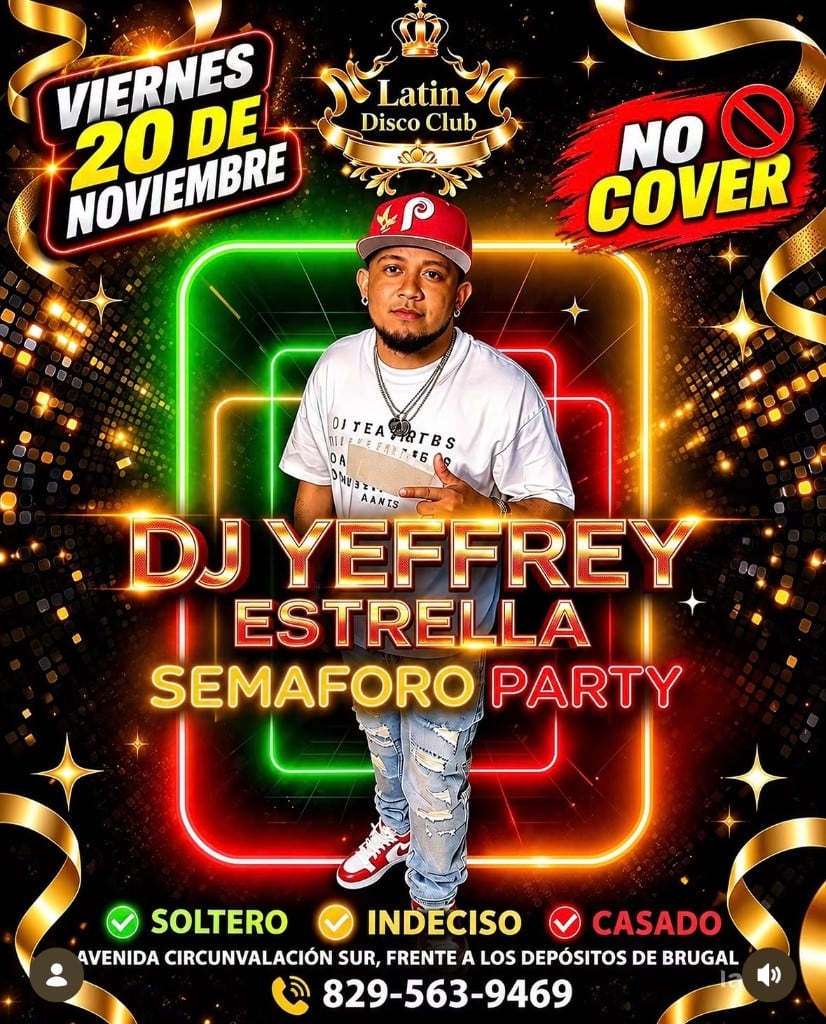 VIERNES
20 DE
NOVIEMBRE
Latin
Disco Club
NO
COVER
P
DJ YEFFREY
ESTRELLA
SEMAFORO PARTY
SOLTERO INDECISO CASADO
AVENIDA CIRCUNVALACIÓN SUR, FRENTE A LOS DEPÓSITOS DE BRUGAL
829-563-9469